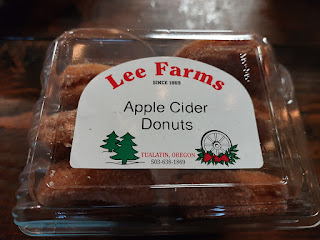 Lee Farms
SINCE 1869
Apple Cider
Donuts
TUALATIN, OREGON
503-638-1869